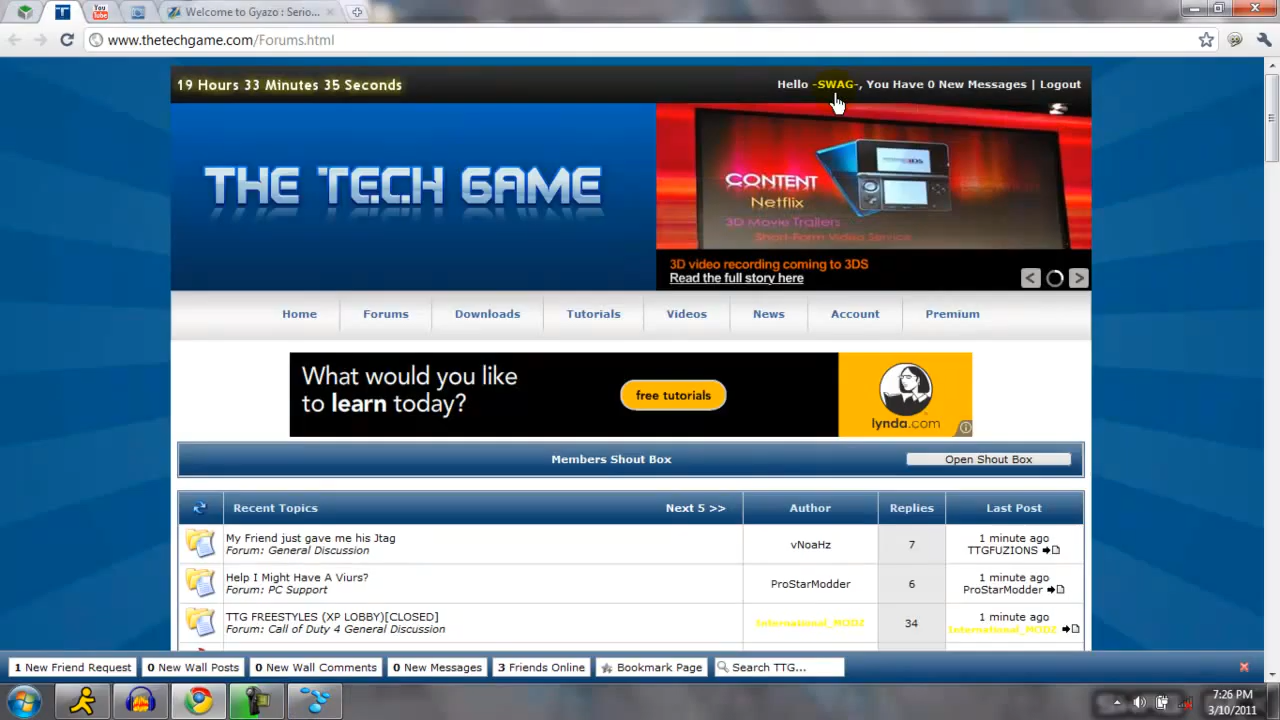 Welcome to Gyazo : Serio...
www.thetechgame.com/Forums.html
19 Hours 33 Minutes 35 Seconds
Hello -SWAG-, You Have 0 New Messages | Logout
THE TECH GAME
CONTENT
Netflix
3D Movie Trailers
Short-Form Video Service
3D video recording coming to 3DS
Read the full story here
< >
Home Forums Downloads Tutorials Videos News Account Premium
What would you like
to learn today?
free tutorials
lynda.com
Members Shout Box
Open Shout Box
Recent Topics Next 5 >> Author Replies Last Post
My Friend just gave me his Jtag
Forum: General Discussion
vNoaHz
7
1 minute ago
TTGFUZIONS
Help I Might Have A Viurs?
Forum: PC Support
ProStarModder
6
1 minute ago
ProStarModder
TTG FREESTYLES (XP LOBBY)[CLOSED]
Forum: Call of Duty 4 General Discussion
International_MODZ
34
1 minute ago
International_MODZ
1 New Friend Request 0 New Wall Posts 0 New Wall Comments 0 New Messages 3 Friends Online Bookmark Page Search TTG...
7:26 PM
3/10/2011